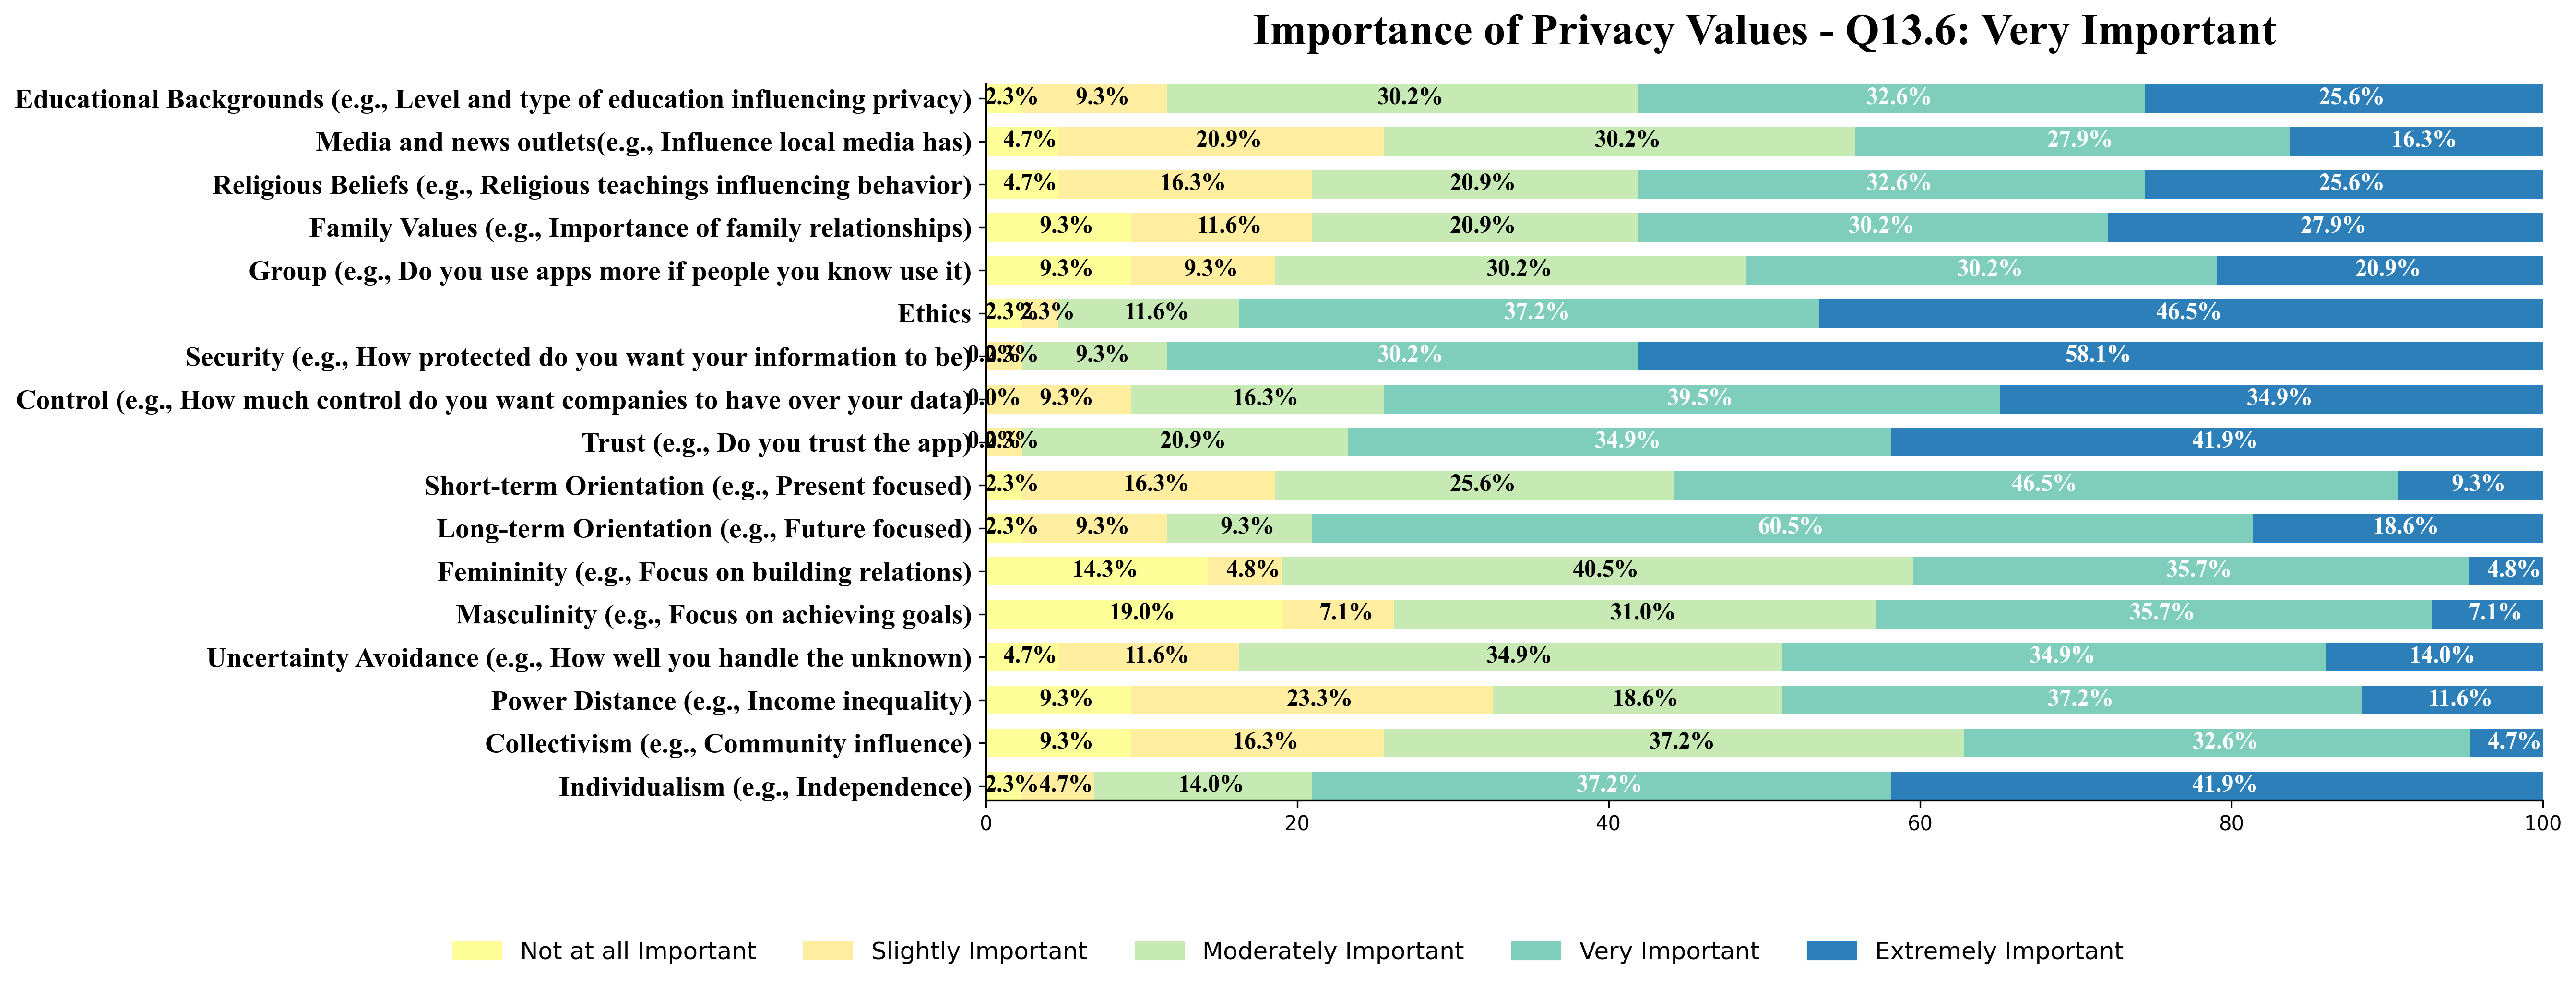 Importance of Privacy Values - Q13.6: Very Important
Educational Backgrounds (e.g., Level and type of education influencing privacy) 2.3% 9.3% 30.2% 32.6% 25.6%
Media and news outlets(e.g., Influence local media has) 4.7% 20.9% 30.2% 27.9% 16.3%
Religious Beliefs (e.g., Religious teachings influencing behavior) 4.7% 16.3% 20.9% 32.6% 25.6%
Family Values (e.g., Importance of family relationships) 9.3% 11.6% 20.9% 30.2% 27.9%
Group (e.g., Do you use apps more if people you know use it) 9.3% 9.3% 30.2% 30.2% 20.9%
Ethics 2.3% 2.3% 11.6% 37.2% 46.5%
Security (e.g., How protected do you want your information to be) 0.0% 2.3% 9.3% 30.2% 58.1%
Control (e.g., How much control do you want companies to have over your data) 0.0% 9.3% 16.3% 39.5% 34.9%
Trust (e.g., Do you trust the app) 0.0% 2.3% 20.9% 34.9% 41.9%
Short-term Orientation (e.g., Present focused) 2.3% 16.3% 25.6% 46.5% 9.3%
Long-term Orientation (e.g., Future focused) 2.3% 9.3% 9.3% 60.5% 18.6%
Femininity (e.g., Focus on building relations) 14.3% 4.8% 40.5% 35.7% 4.8%
Masculinity (e.g., Focus on achieving goals) 19.0% 7.1% 31.0% 35.7% 7.1%
Uncertainty Avoidance (e.g., How well you handle the unknown) 4.7% 11.6% 34.9% 34.9% 14.0%
Power Distance (e.g., Income inequality) 9.3% 23.3% 18.6% 37.2% 11.6%
Collectivism (e.g., Community influence) 9.3% 16.3% 37.2% 32.6% 4.7%
Individualism (e.g., Independence) 2.3% 4.7% 14.0% 37.2% 41.9%
0 20 40 60 80 100
Not at all Important Slightly Important Moderately Important Very Important Extremely Important